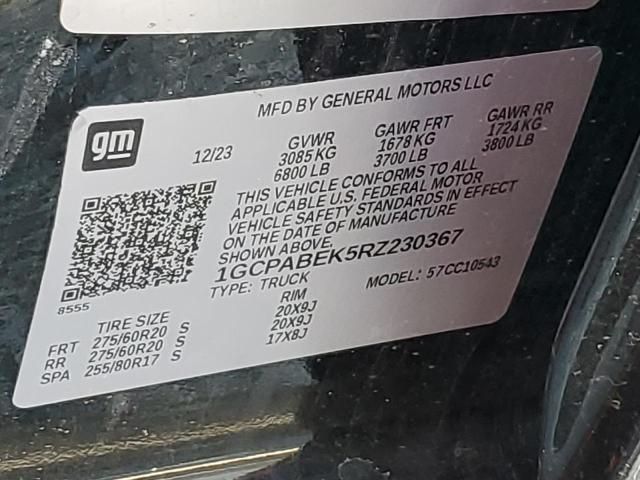 MFD BY GENERAL MOTORS LLC
gm
12/23
GVWR GAWR FRT GAWR RR
3085 KG 1678 KG 1724 KG
6800 LB 3700 LB 3800 LB
THIS VEHICLE CONFORMS TO ALL
APPLICABLE U.S. FEDERAL MOTOR
VEHICLE SAFETY STANDARDS IN EFFECT
ON THE DATE OF MANUFACTURE
SHOWN ABOVE.
1GCPABEK5RZ230367
TYPE: TRUCK MODEL: 57CC10543
8555
TIRE SIZE RIM
FRT 275/60R20 S 20X9J
RR 275/60R20 S 20X9J
SPA 255/80R17 S 17X8J